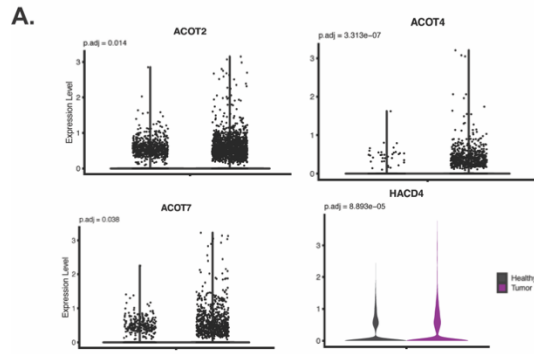 A.
ACOT2
p.adj = 0.014
Expression Level
3
2
1
0
ACOT4
p.adj = 3.313e-07
3
2
1
0
ACOT7
p.adj = 0.038
Expression Level
3
2
1
0
HACD4
p.adj = 8.893e-05
3
2
1
0
Healthy
Tumor